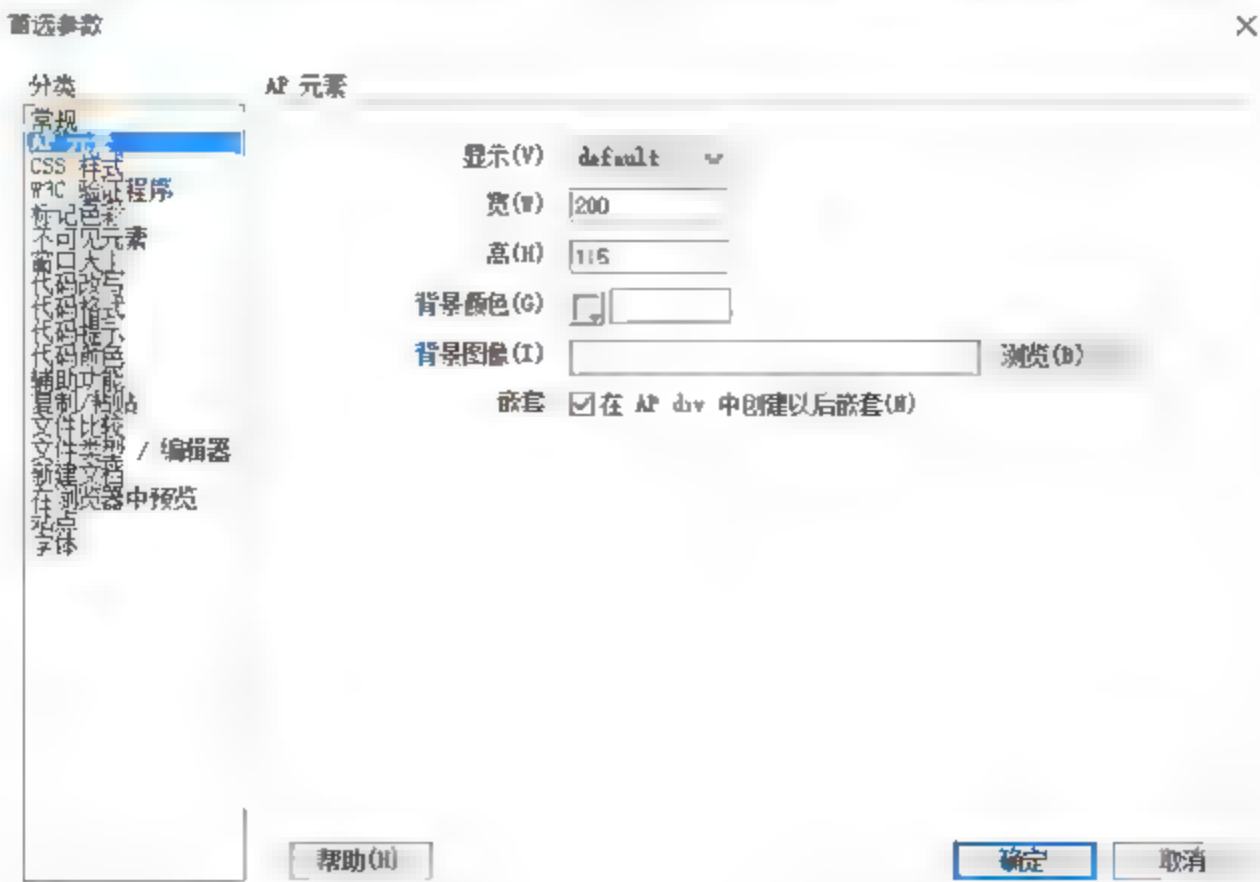 首选参数
分类
常规
AP 元素
CSS 样式
W3C 验证程序
标记色彩
不可见元素
窗口大小
代码改写
代码格式
代码提示
代码颜色
辅助功能
复制/粘贴
文件比较
文件类型 / 编辑器
新建文档
在浏览器中预览
站点
字体
AP 元素
显示(V) default
宽(W) 200
高(H) 115
背景颜色(G)
背景图像(I) 浏览(B)
嵌套 在 AP div 中创建以后嵌套(N)
帮助(H) 确定 取消